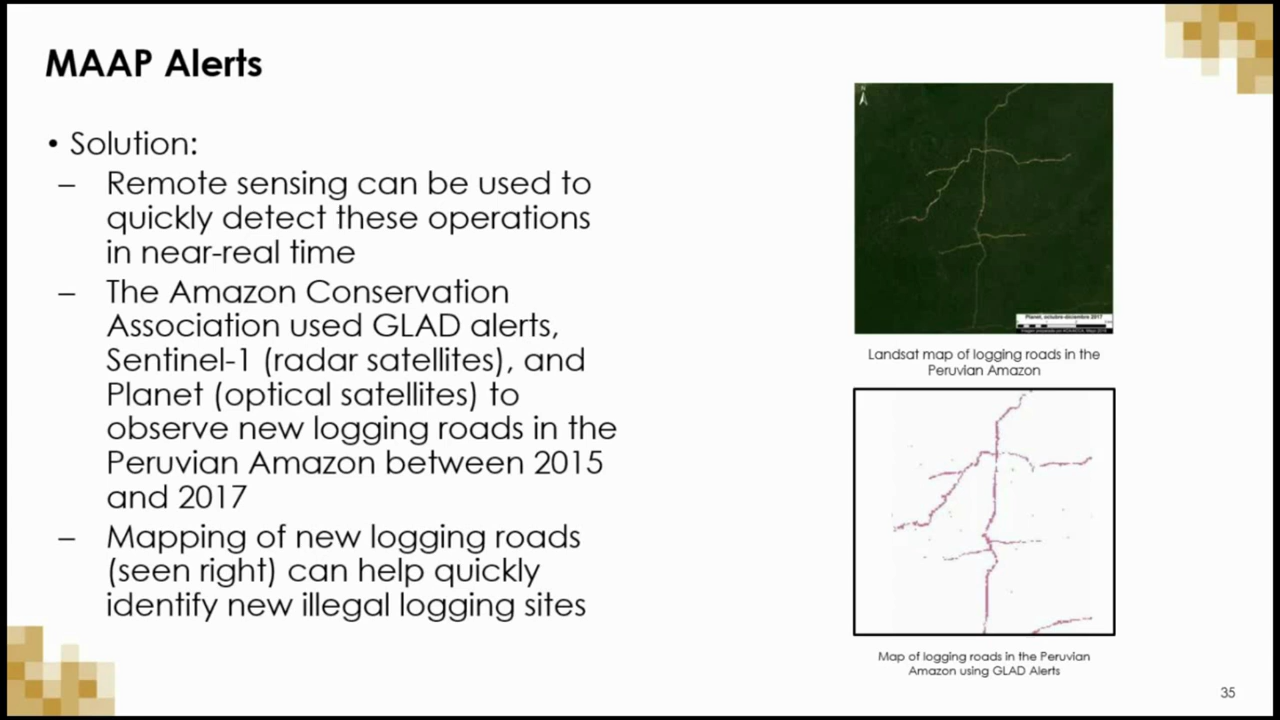 MAAP Alerts
• Solution:
– Remote sensing can be used to
quickly detect these operations
in near-real time
– The Amazon Conservation
Association used GLAD alerts,
Sentinel-1 (radar satellites), and
Planet (optical satellites) to
observe new logging roads in the
Peruvian Amazon between 2015
and 2017
– Mapping of new logging roads
(seen right) can help quickly
identify new illegal logging sites
N
Planet, octubre-diciembre 2017
Landsat map of logging roads in the
Peruvian Amazon
Map of logging roads in the Peruvian
Amazon using GLAD Alerts
35